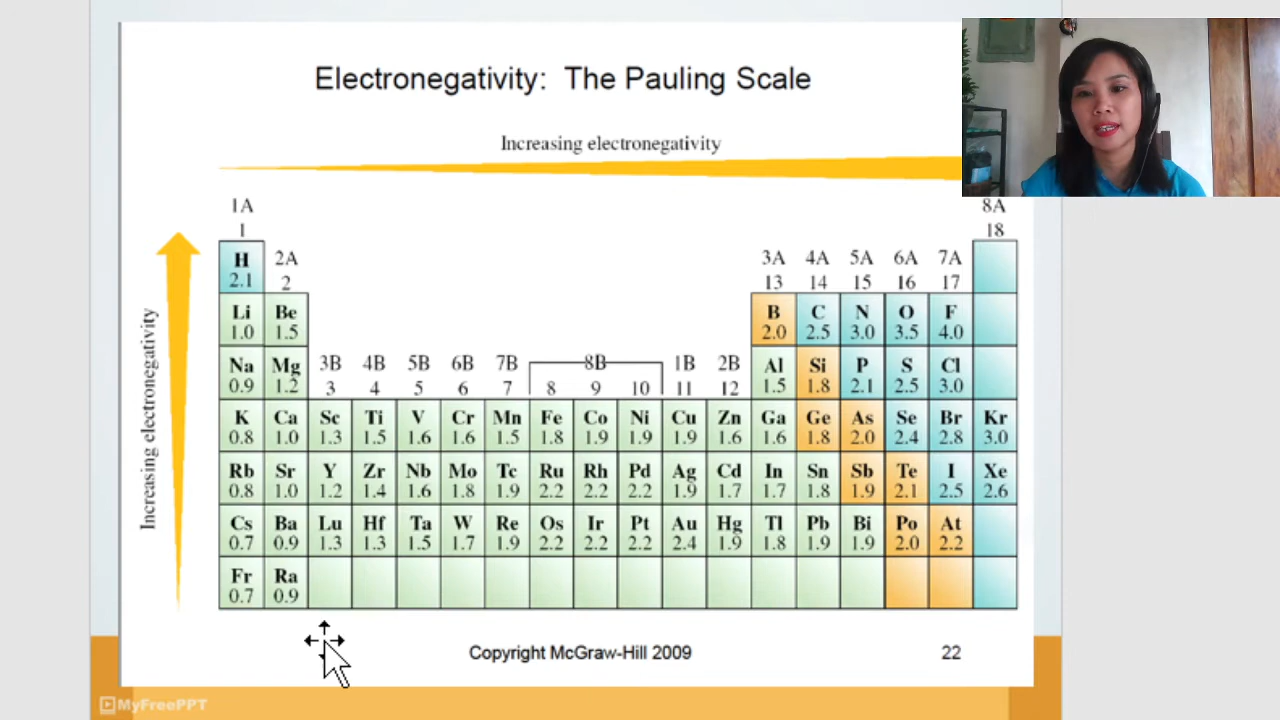 Electronegativity: The Pauling Scale
Increasing electronegativity
1A 8A
1 18
H 2A 3A 4A 5A 6A 7A
2.1 2 13 14 15 16 17
Li Be B C N O F
1.0 1.5 2.0 2.5 3.0 3.5 4.0
Na Mg 3B 4B 5B 6B 7B 8B 1B 2B Al Si P S Cl
0.9 1.2 3 4 5 6 7 8 9 10 11 12 1.5 1.8 2.1 2.5 3.0
K Ca Sc Ti V Cr Mn Fe Co Ni Cu Zn Ga Ge As Se Br Kr
0.8 1.0 1.3 1.5 1.6 1.6 1.5 1.8 1.9 1.9 1.9 1.6 1.6 1.8 2.0 2.4 2.8 3.0
Rb Sr Y Zr Nb Mo Tc Ru Rh Pd Ag Cd In Sn Sb Te I Xe
0.8 1.0 1.2 1.4 1.6 1.8 1.9 2.2 2.2 2.2 1.9 1.7 1.7 1.8 1.9 2.1 2.5 2.6
Cs Ba Lu Hf Ta W Re Os Ir Pt Au Hg Tl Pb Bi Po At
0.7 0.9 1.3 1.3 1.5 1.7 1.9 2.2 2.2 2.2 2.4 1.9 1.8 1.9 1.9 2.0 2.2
Fr Ra
0.7 0.9
Increasing electronegativity
Copyright McGraw-Hill 2009 22
MyFreePPT